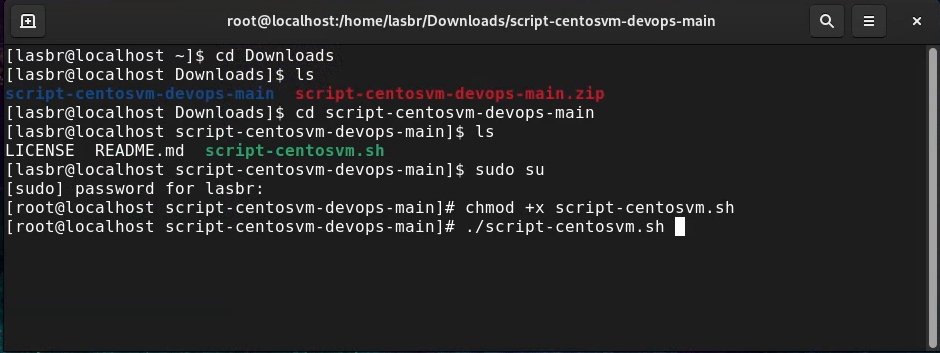 root@localhost:/home/lasbr/Downloads/script-centosvm-devops-main
[lasbr@localhost ~]$ cd Downloads
[lasbr@localhost Downloads]$ ls
script-centosvm-devops-main  script-centosvm-devops-main.zip
[lasbr@localhost Downloads]$ cd script-centosvm-devops-main
[lasbr@localhost script-centosvm-devops-main]$ ls
LICENSE  README.md  script-centosvm.sh
[lasbr@localhost script-centosvm-devops-main]$ sudo su
[sudo] password for lasbr:
[root@localhost script-centosvm-devops-main]# chmod +x script-centosvm.sh
[root@localhost script-centosvm-devops-main]# ./script-centosvm.sh